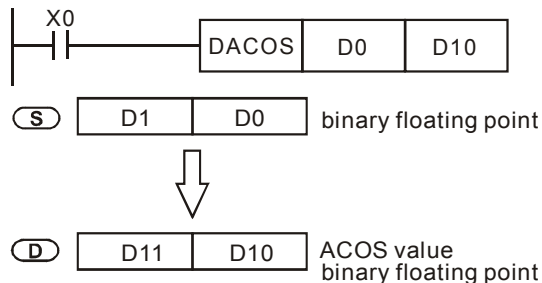 X0
DACOS D0 D10
S D1 D0 binary floating point
D D11 D10 ACOS value
binary floating point